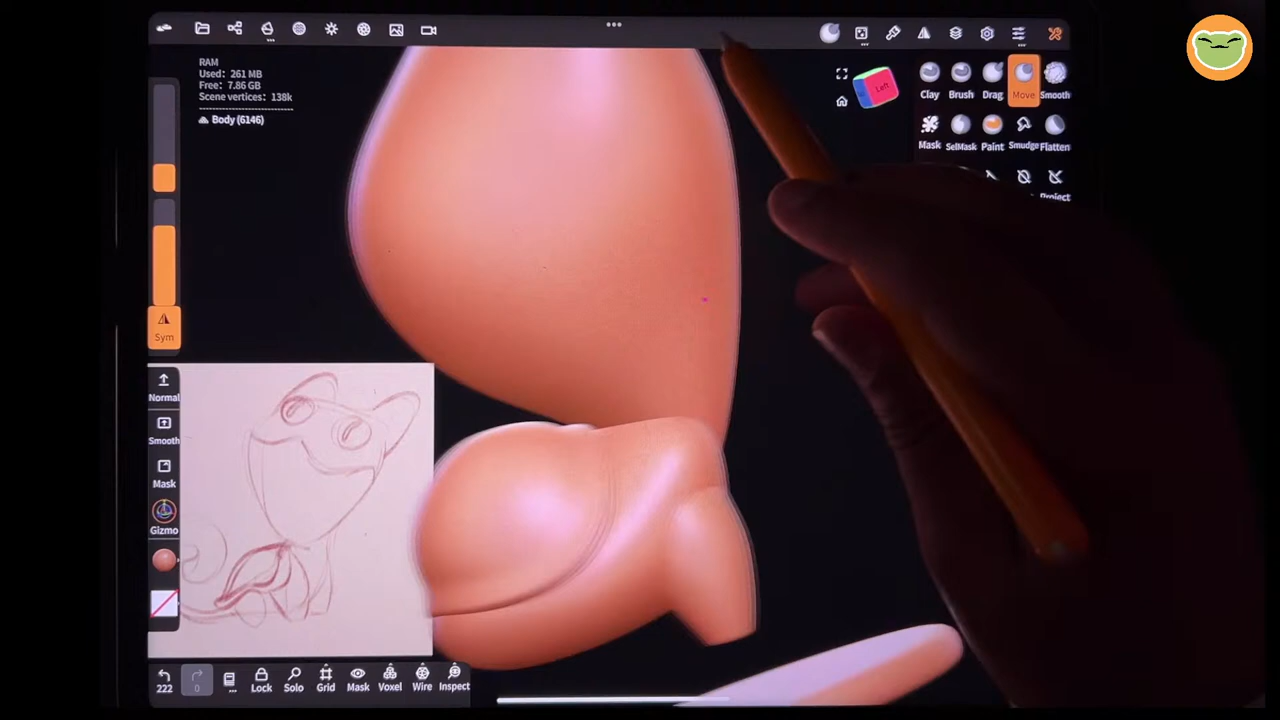 RAM
Used: 261 MB
Free: 7.86 GB
Scene vertices: 138k
Body (6146)
Left
Clay Brush Drag Move Smooth
Mask SelMask Paint Smudge Flatten
Project
Sym
Normal
Smooth
Mask
Gizmo
222 0 Lock Solo Grid Mask Voxel Wire Inspect